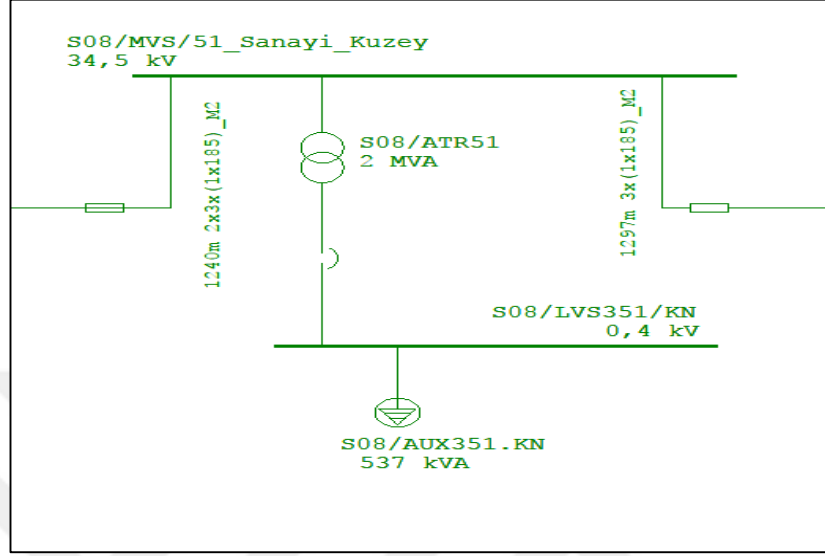 S08/MVS/51_Sanayi_Kuzey
34,5 kV
1240m 2x3x(1x185)_M2
S08/ATR51
2 MVA
1297m 3x(1x185)_M2
S08/LVS351/KN
0,4 kV
S08/AUX351.KN
537 kVA